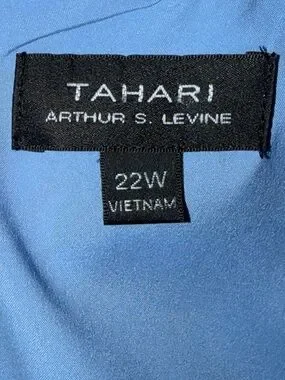 TAHARI
ARTHUR S. LEVINE
22W
VIETNAM